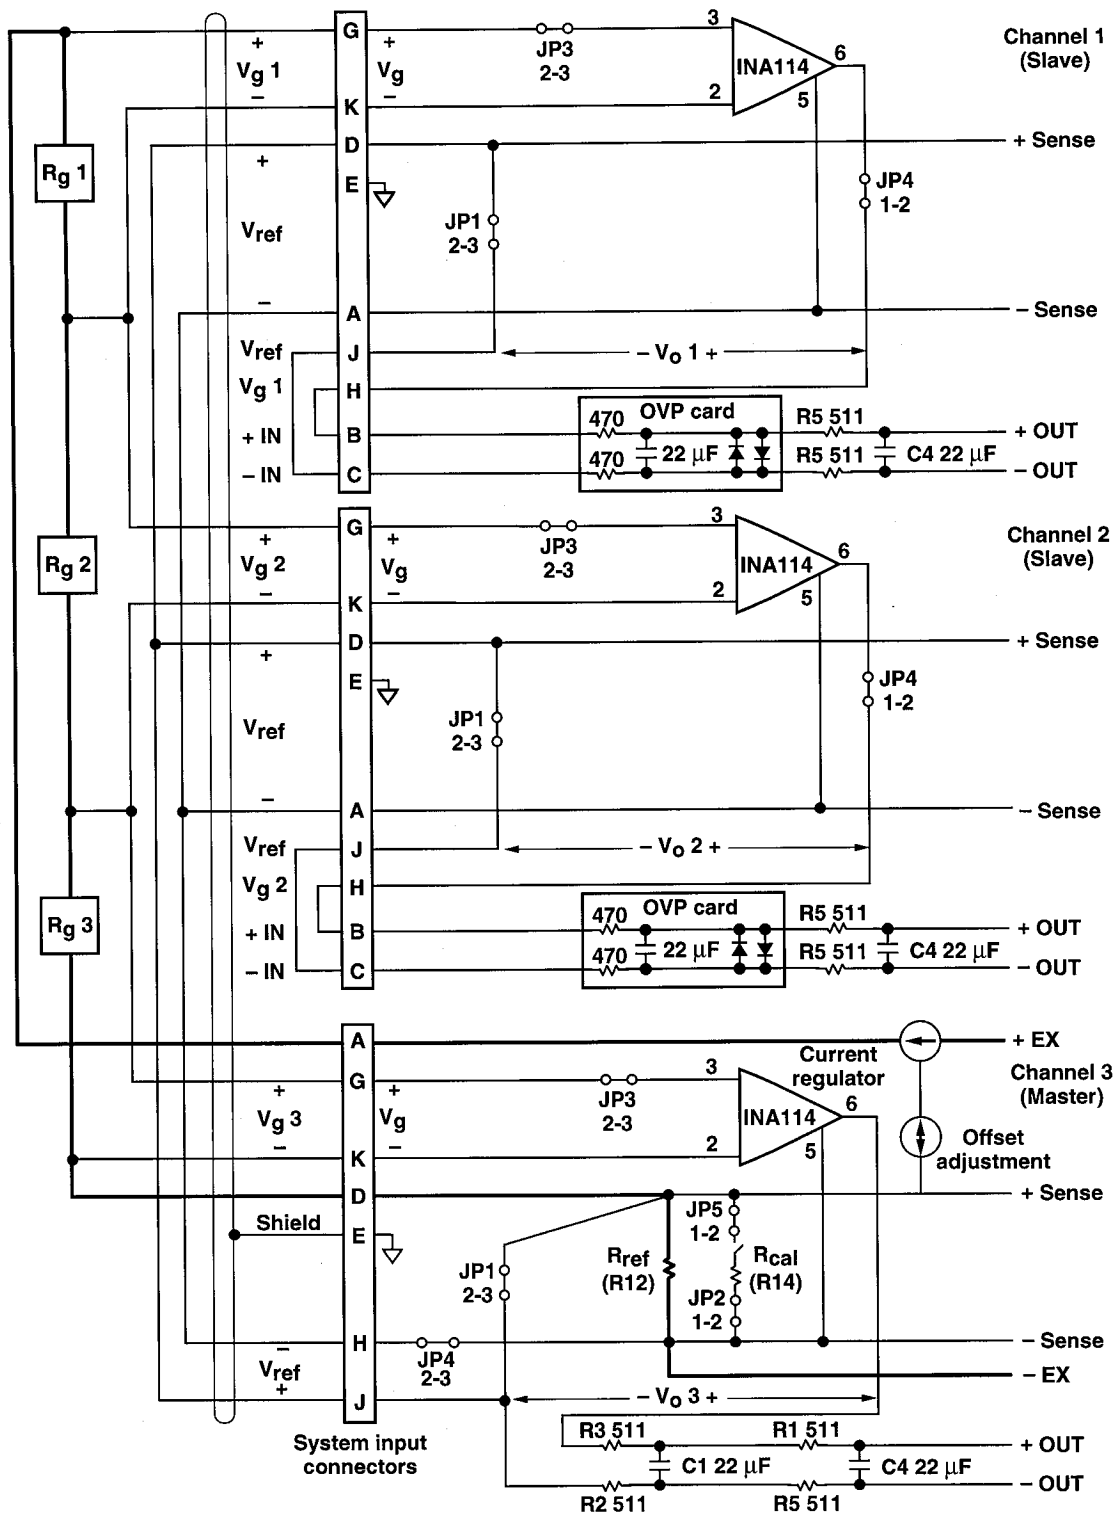 G
3
6
Channel 1
(Slave)
+
Vg 1
−
+
Vg
−
JP3
2-3
INA114
K
2
5
D
+ Sense
Rg 1
+
E
JP4
1-2
Vref
JP1
2-3
−
A
− Sense
Vref
J
− Vo 1 +
Vg 1
H
OVP card
+ IN
B
470
22 μF
R5 511
C4 22 μF
+ OUT
− IN
C
470
R5 511
− OUT
G
3
6
Channel 2
(Slave)
+
Vg 2
−
+
Vg
−
JP3
2-3
INA114
Rg 2
K
2
5
D
+ Sense
+
E
JP4
1-2
Vref
JP1
2-3
−
A
− Sense
Vref
J
− Vo 2 +
Vg 2
H
OVP card
Rg 3
+ IN
B
470
22 μF
R5 511
C4 22 μF
+ OUT
− IN
C
470
R5 511
− OUT
A
+ EX
Current
regulator
Channel 3
(Master)
G
3
6
+
Vg 3
−
+
Vg
−
JP3
2-3
INA114
K
2
5
Offset
adjustment
D
+ Sense
Shield
E
JP5
1-2
JP1
2-3
Rref
(R12)
Rcal
(R14)
JP2
1-2
−
H
JP4
2-3
− Sense
Vref
− EX
+
J
− Vo 3 +
System input
connectors
R3 511
R1 511
+ OUT
C1 22 μF
C4 22 μF
R2 511
R5 511
− OUT